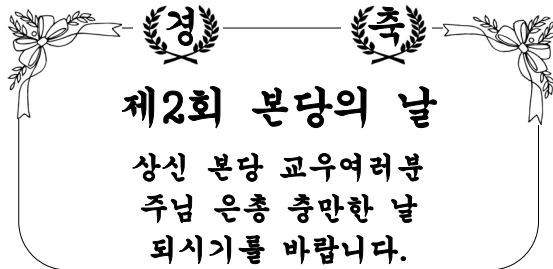 경 축
제2회 본당의 날
상신 본당 교우여러분
주님 은총 충만한 날
되시기를 바랍니다.